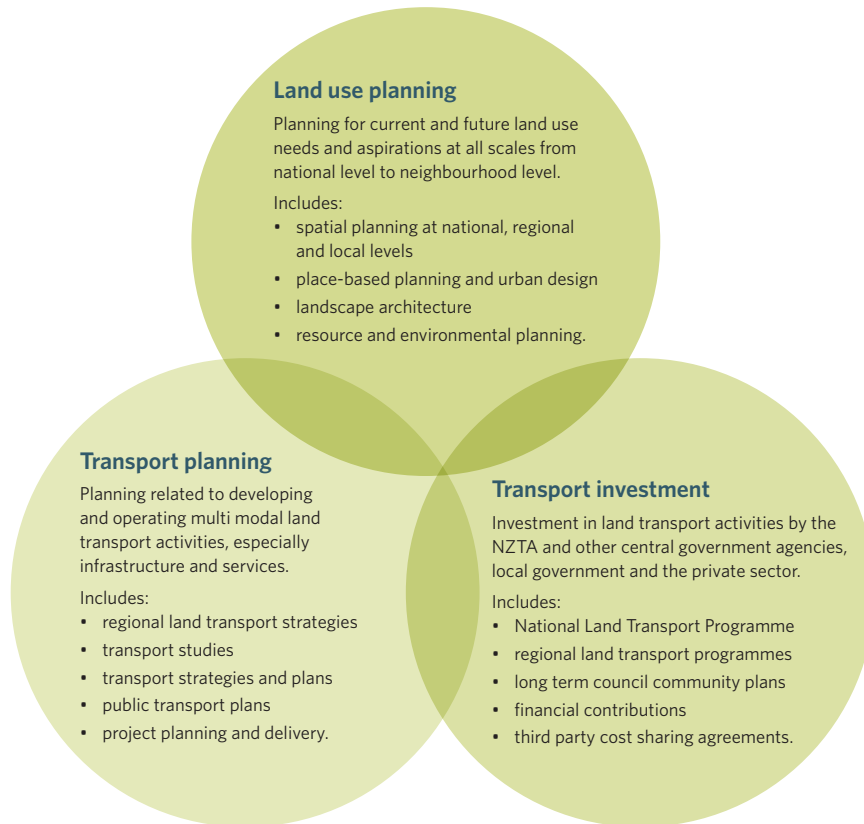 Land use planning
Planning for current and future land use
needs and aspirations at all scales from
national level to neighbourhood level.
Includes:
• spatial planning at national, regional
and local levels
• place-based planning and urban design
• landscape architecture
• resource and environmental planning.
Transport planning
Planning related to developing
and operating multi modal land
transport activities, especially
infrastructure and services.
Includes:
• regional land transport strategies
• transport studies
• transport strategies and plans
• public transport plans
• project planning and delivery.
Transport investment
Investment in land transport activities by the
NZTA and other central government agencies,
local government and the private sector.
Includes:
• National Land Transport Programme
• regional land transport programmes
• long term council community plans
• financial contributions
• third party cost sharing agreements.